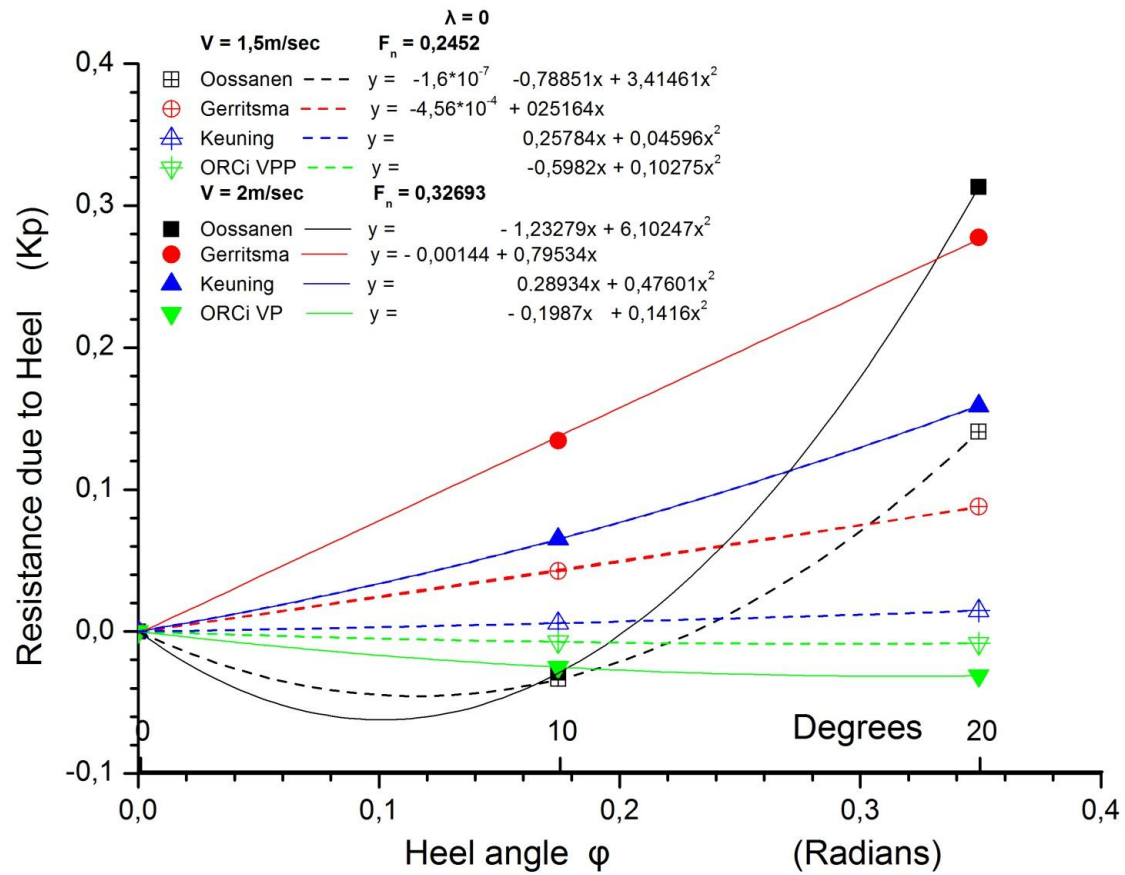 λ = 0
V = 1,5m/sec F_n = 0,2452
Oossanen y = -1,6*10^-7 -0,78851x + 3,41461x^2
Gerritsma y = -4,56*10^-4 + 025164x
Keuning y = 0,25784x + 0,04596x^2
ORCi VPP y = -0,5982x + 0,10275x^2
V = 2m/sec F_n = 0,32693
Oossanen y = - 1,23279x + 6,10247x^2
Gerritsma y = - 0,00144 + 0,79534x
Keuning y = 0.28934x + 0,47601x^2
ORCi VP y = - 0,1987x + 0,1416x^2
Resistance due to Heel (Kp)
0,4
0,3
0,2
0,1
0,0
-0,1
0 10 Degrees 20
0,0 0,1 0,2 0,3 0,4
Heel angle φ (Radians)